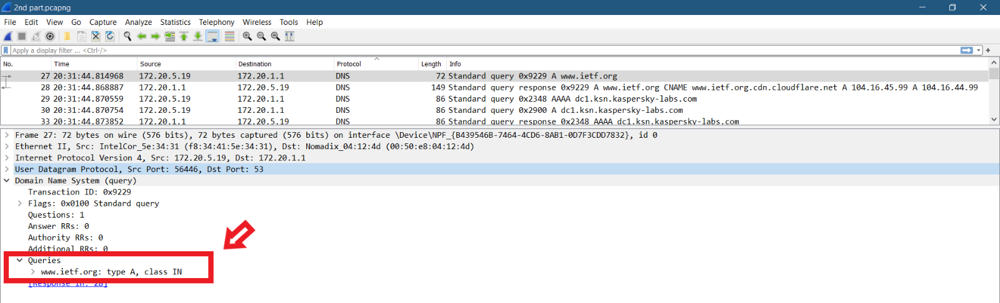 2nd part.pcapng
File Edit View Go Capture Analyze Statistics Telephony Wireless Tools Help
Apply a display filter ... <Ctrl-/>
No. Time Source Destination Protocol Length Info
27 20:31:44.814968 172.20.5.19 172.20.1.1 DNS 72 Standard query 0x9229 A www.ietf.org
28 20:31:44.868887 172.20.1.1 172.20.5.19 DNS 149 Standard query response 0x9229 A www.ietf.org CNAME www.ietf.org.cdn.cloudflare.net A 104.16.45.99 A 104.16.44.99
29 20:31:44.870559 172.20.5.19 172.20.1.1 DNS 86 Standard query 0x2348 AAAA dc1.ksn.kaspersky-labs.com
30 20:31:44.870754 172.20.5.19 172.20.1.1 DNS 86 Standard query 0x2900 A dc1.ksn.kaspersky-labs.com
33 20:31:44.873852 172.20.1.1 172.20.5.19 DNS 86 Standard query response 0x2348 AAAA dc1.ksn.kaspersky-labs.com
Frame 27: 72 bytes on wire (576 bits), 72 bytes captured (576 bits) on interface \Device\NPF_{B439546B-7464-4CD6-8AB1-0D7F3CDD7832}, id 0
Ethernet II, Src: IntelCor_5e:34:31 (f8:34:41:5e:34:31), Dst: Nomadix_04:12:4d (00:50:e8:04:12:4d)
Internet Protocol Version 4, Src: 172.20.5.19, Dst: 172.20.1.1
User Datagram Protocol, Src Port: 56446, Dst Port: 53
Domain Name System (query)
Transaction ID: 0x9229
Flags: 0x0100 Standard query
Questions: 1
Answer RRs: 0
Authority RRs: 0
Additional RRs: 0
Queries
www.ietf.org: type A, class IN
[Response In: 28]